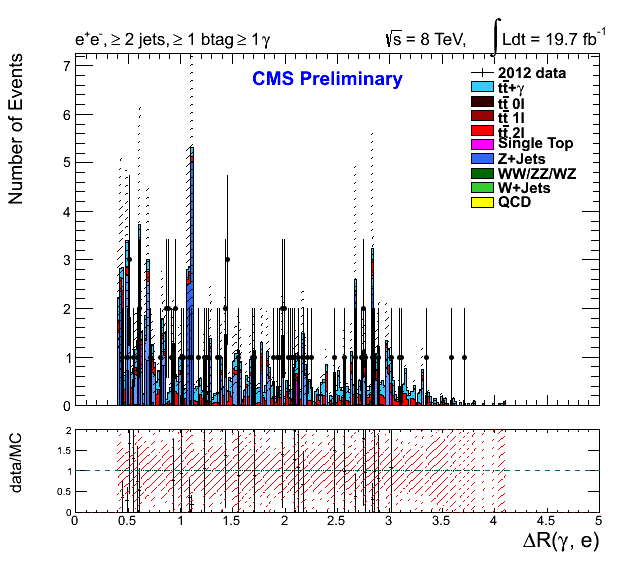 e⁺e⁻, ≥ 2 jets, ≥ 1 btag ≥ 1 γ
√s = 8 TeV, ∫ Ldt = 19.7 fb⁻¹
CMS Preliminary
2012 data
tt̄+γ
tt̄ 0l
tt̄ 1l
tt̄ 2l
Single Top
Z+Jets
WW/ZZ/WZ
W+Jets
QCD
Number of Events
7
6
5
4
3
2
1
0
data/MC
2
1.5
1
0.5
0
0 0.5 1 1.5 2 2.5 3 3.5 4 4.5 5
ΔR(γ, e)